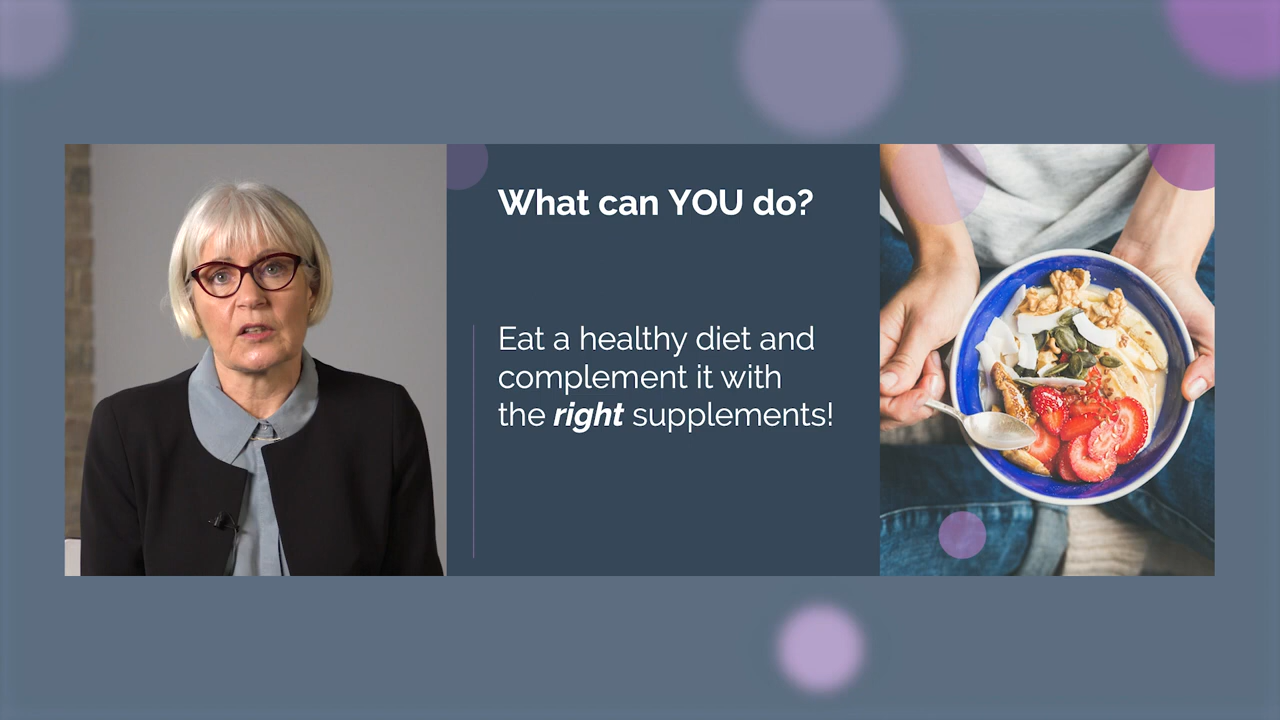 What can YOU do?
Eat a healthy diet and
complement it with
the right supplements!